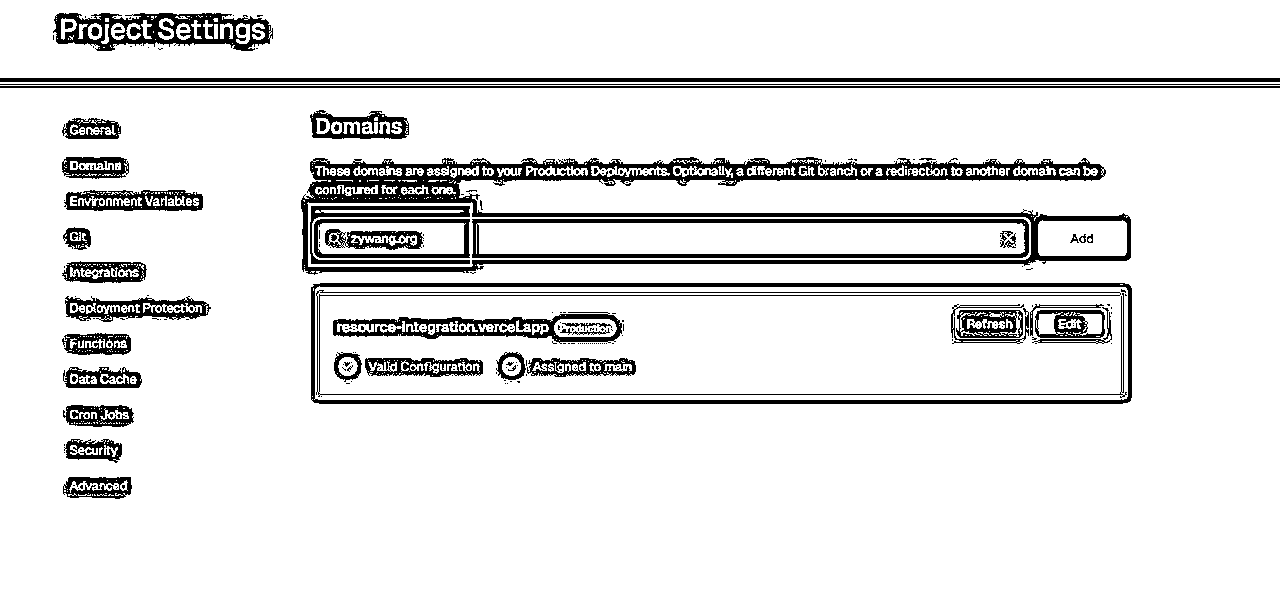 Project Settings
General
Domains
Environment Variables
Git
Integrations
Deployment Protection
Functions
Data Cache
Cron Jobs
Security
Advanced
Domains
These domains are assigned to your Production Deployments. Optionally, a different Git branch or a redirection to another domain can be
configured for each one.
zywang.org
Add
resource-integration.vercel.app Production
Refresh Edit
Valid Configuration Assigned to main